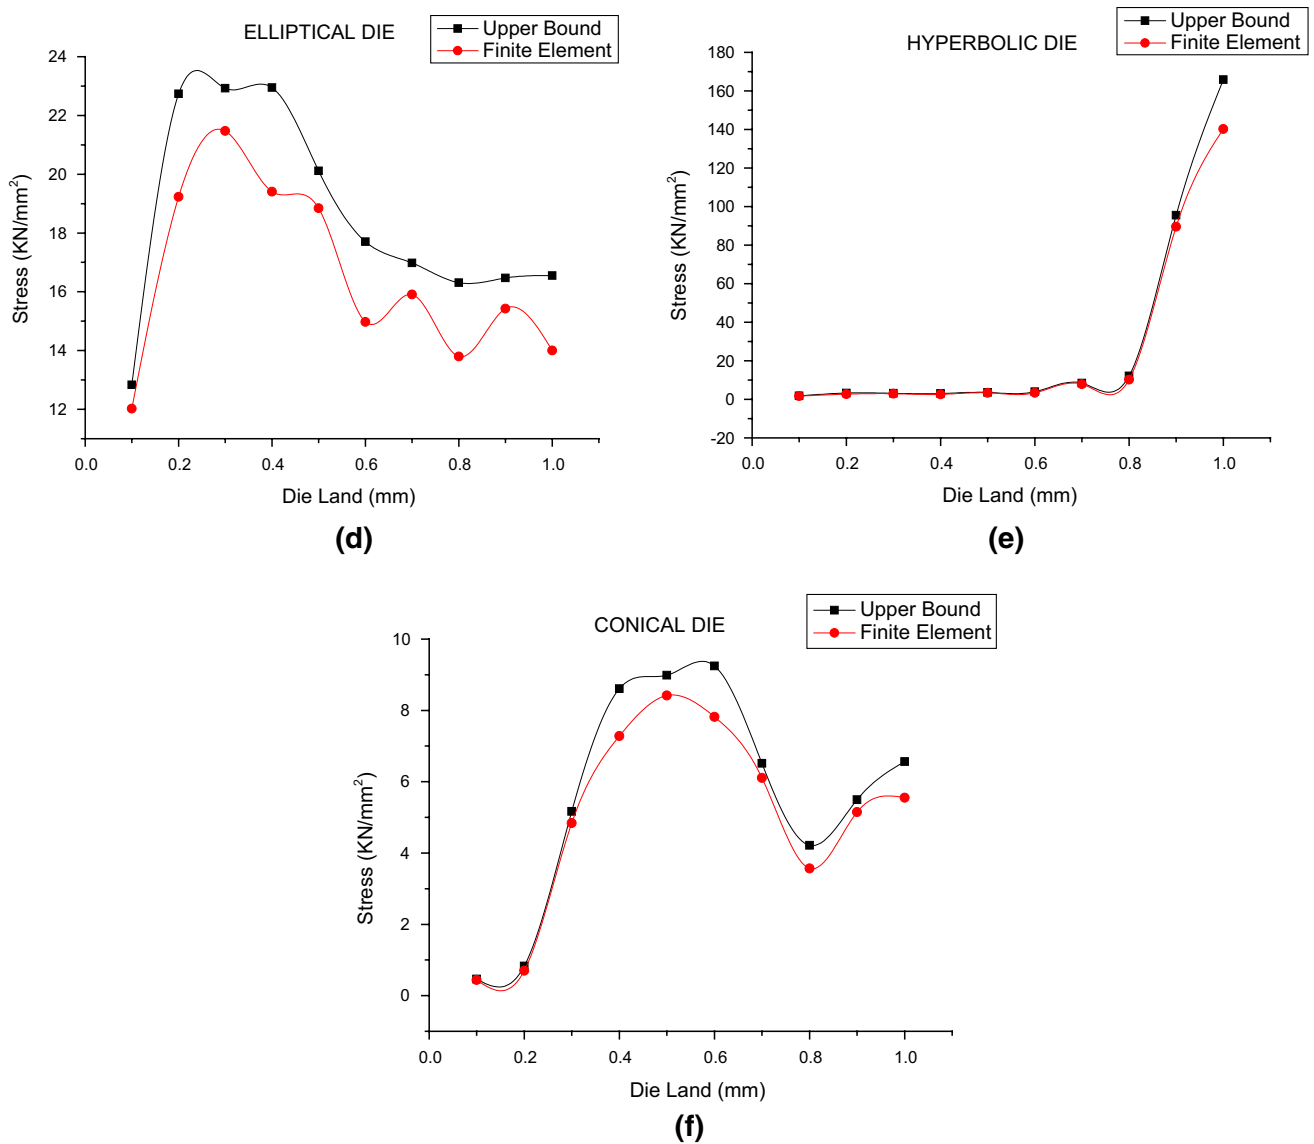 ELLIPTICAL DIE
Upper Bound
Finite Element
24
22
20
18
16
14
12
Stress (KN/mm²)
0.0 0.2 0.4 0.6 0.8 1.0
Die Land (mm)
(d)
HYPERBOLIC DIE
Upper Bound
Finite Element
180
160
140
120
100
80
60
40
20
0
-20
Stress (KN/mm²)
0.0 0.2 0.4 0.6 0.8 1.0
Die Land (mm)
(e)
CONICAL DIE
Upper Bound
Finite Element
10
8
6
4
2
0
Stress (KN/mm²)
0.0 0.2 0.4 0.6 0.8 1.0
Die Land (mm)
(f)